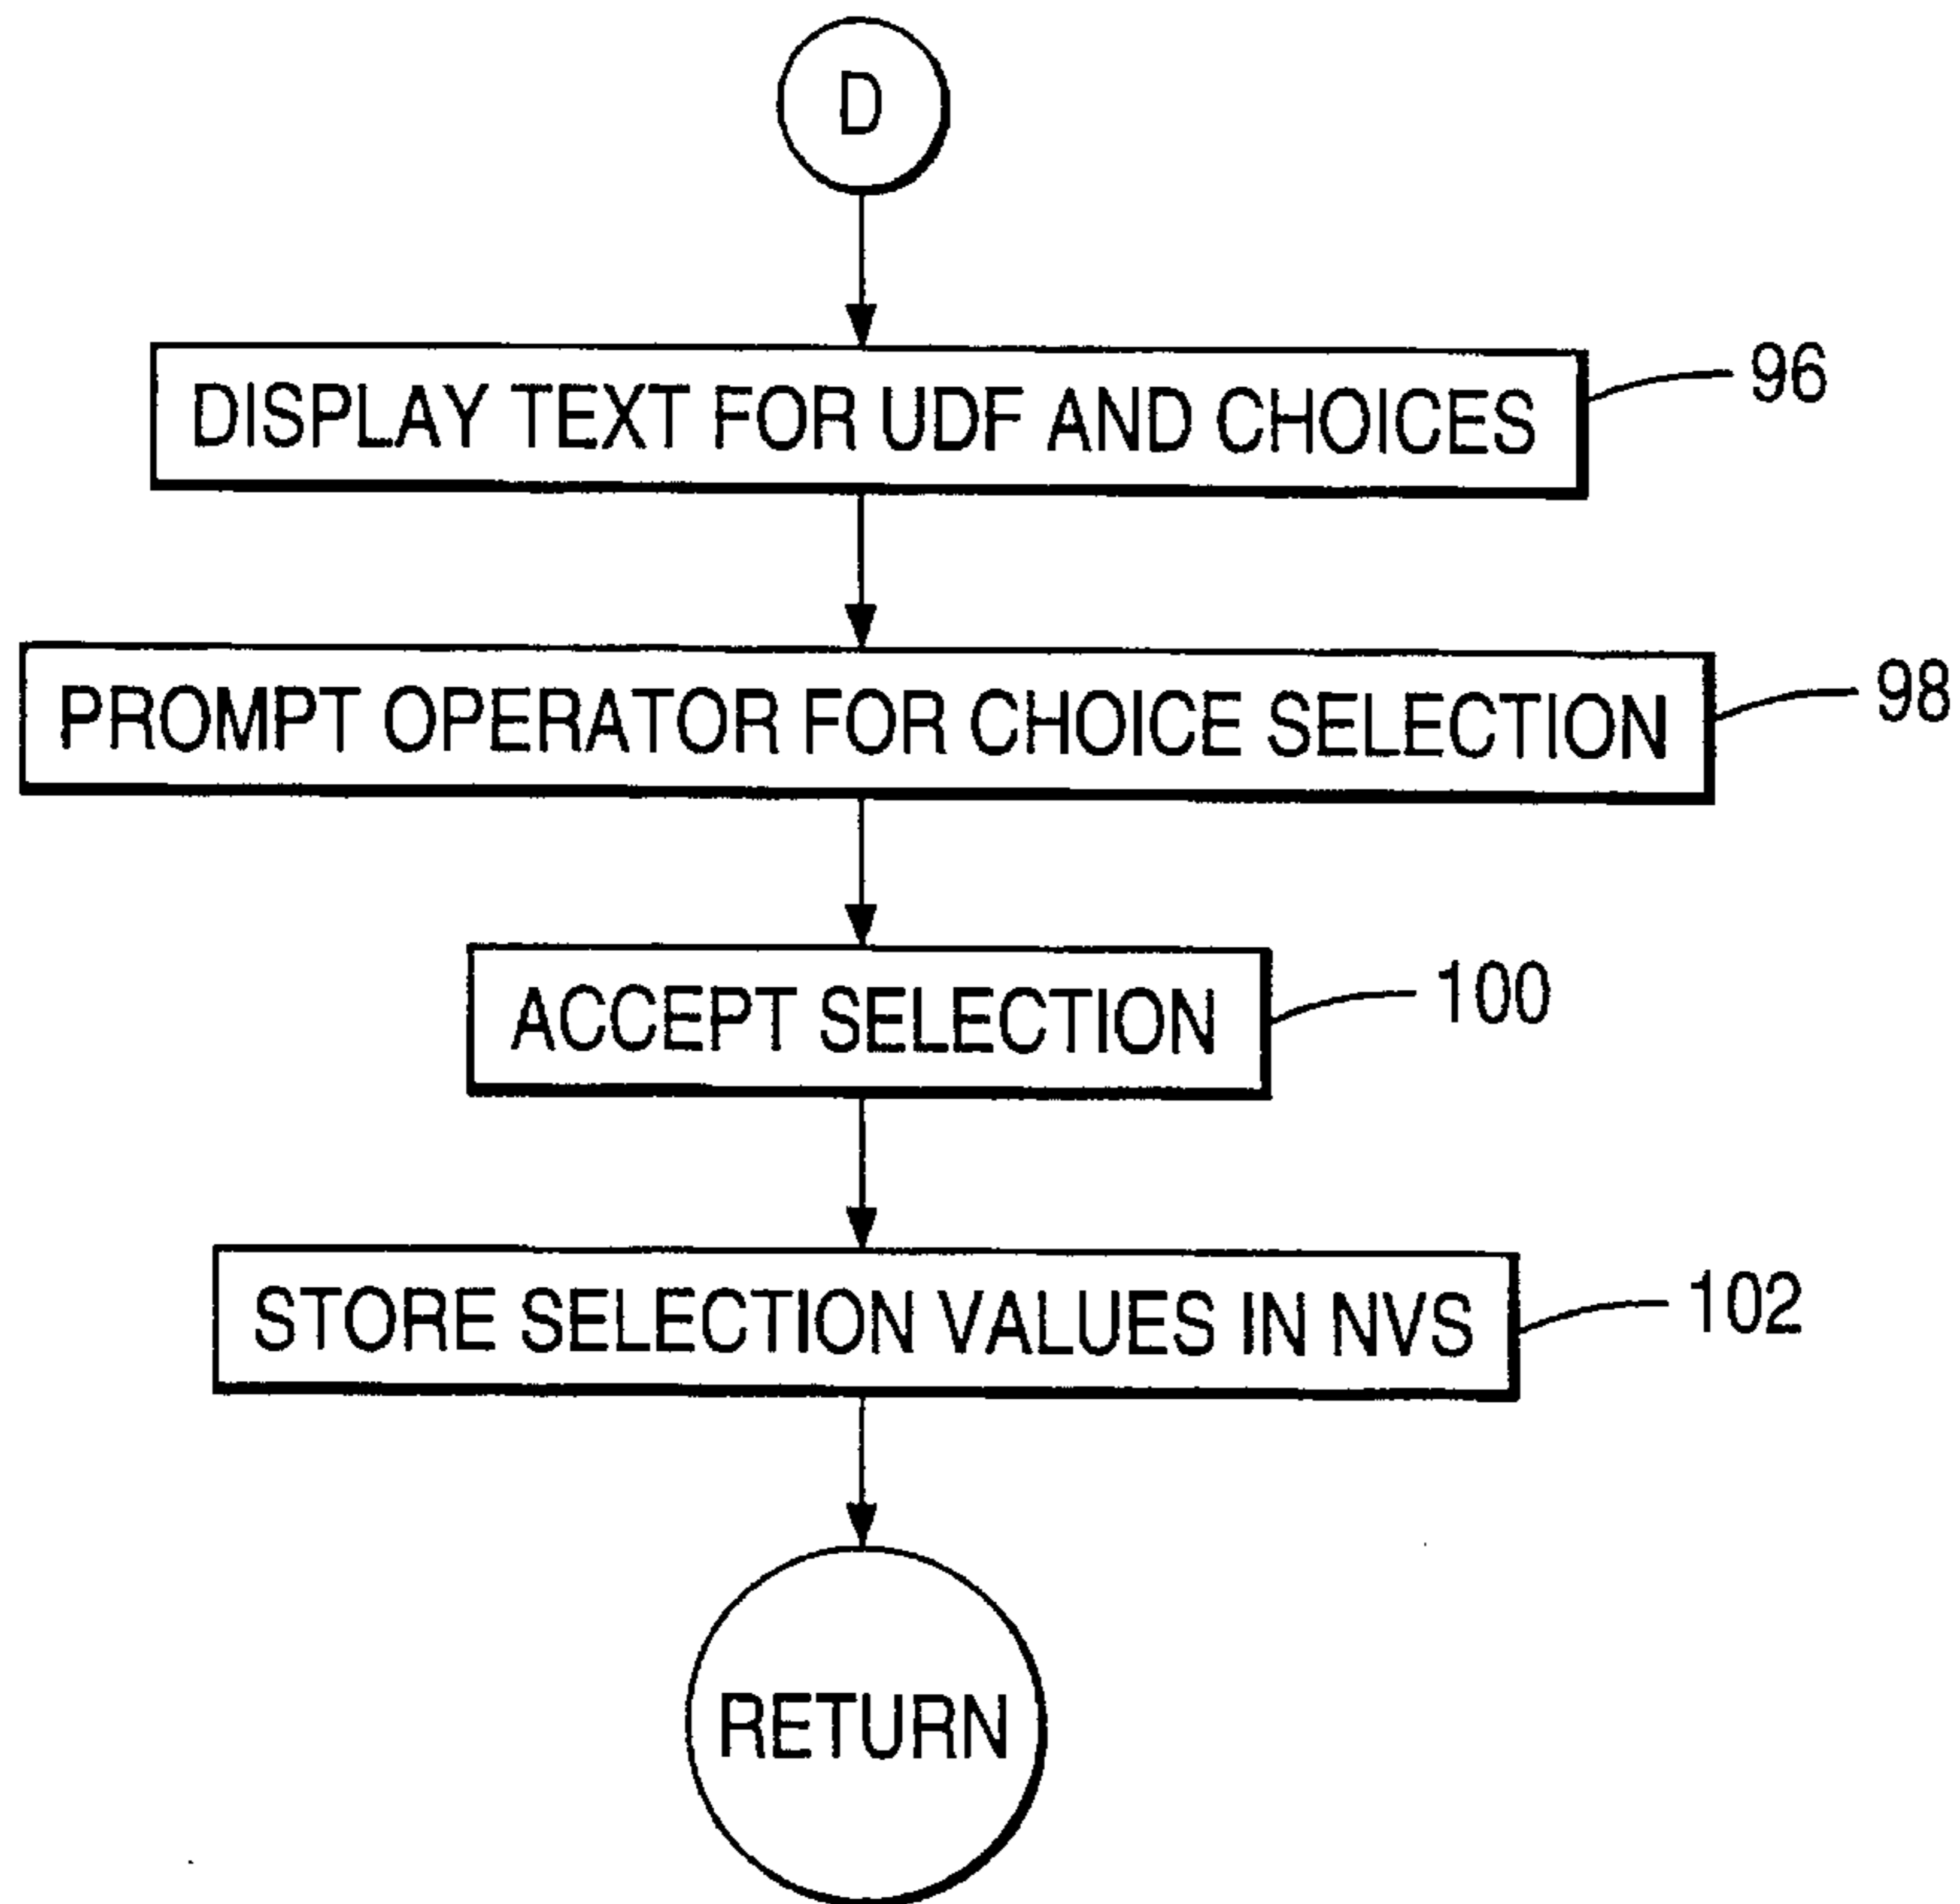 D
DISPLAY TEXT FOR UDF AND CHOICES
96
PROMPT OPERATOR FOR CHOICE SELECTION
98
ACCEPT SELECTION
100
STORE SELECTION VALUES IN NVS
102
RETURN